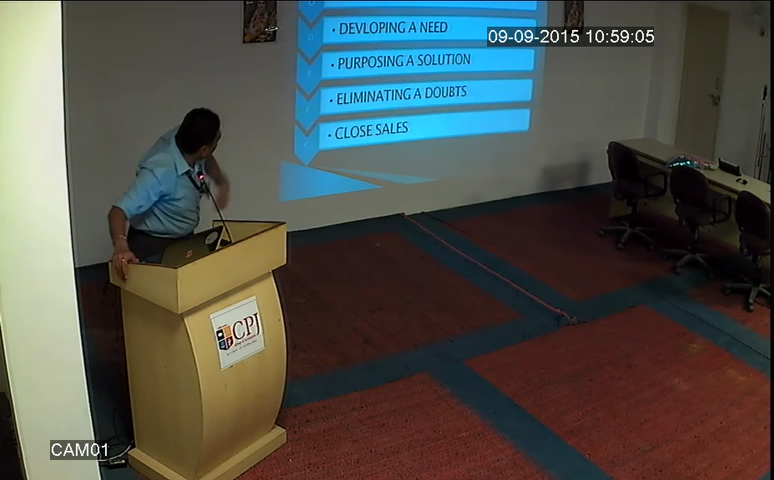 • DEVLOPING A NEED
09-09-2015 10:59:05
• PURPOSING A SOLUTION
• ELIMINATING A DOUBTS
• CLOSE SALES
CPJ
CAM01